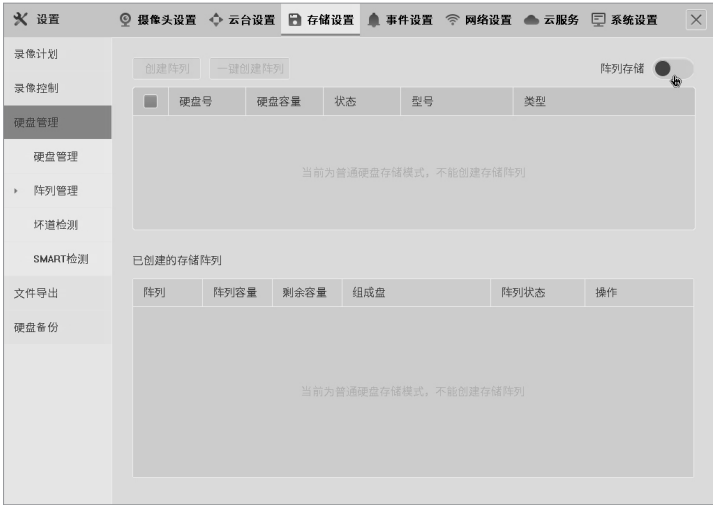 设置 摄像头设置 云台设置 存储设置 事件设置 网络设置 云服务 系统设置
录像计划
录像控制
硬盘管理
硬盘管理
阵列管理
坏道检测
SMART检测
文件导出
硬盘备份
创建阵列 一键创建阵列 阵列存储
硬盘号 硬盘容量 状态 型号 类型
当前为普通硬盘存储模式，不能创建存储阵列
已创建的存储阵列
阵列 阵列容量 剩余容量 组成盘 阵列状态 操作
当前为普通硬盘存储模式，不能创建存储阵列